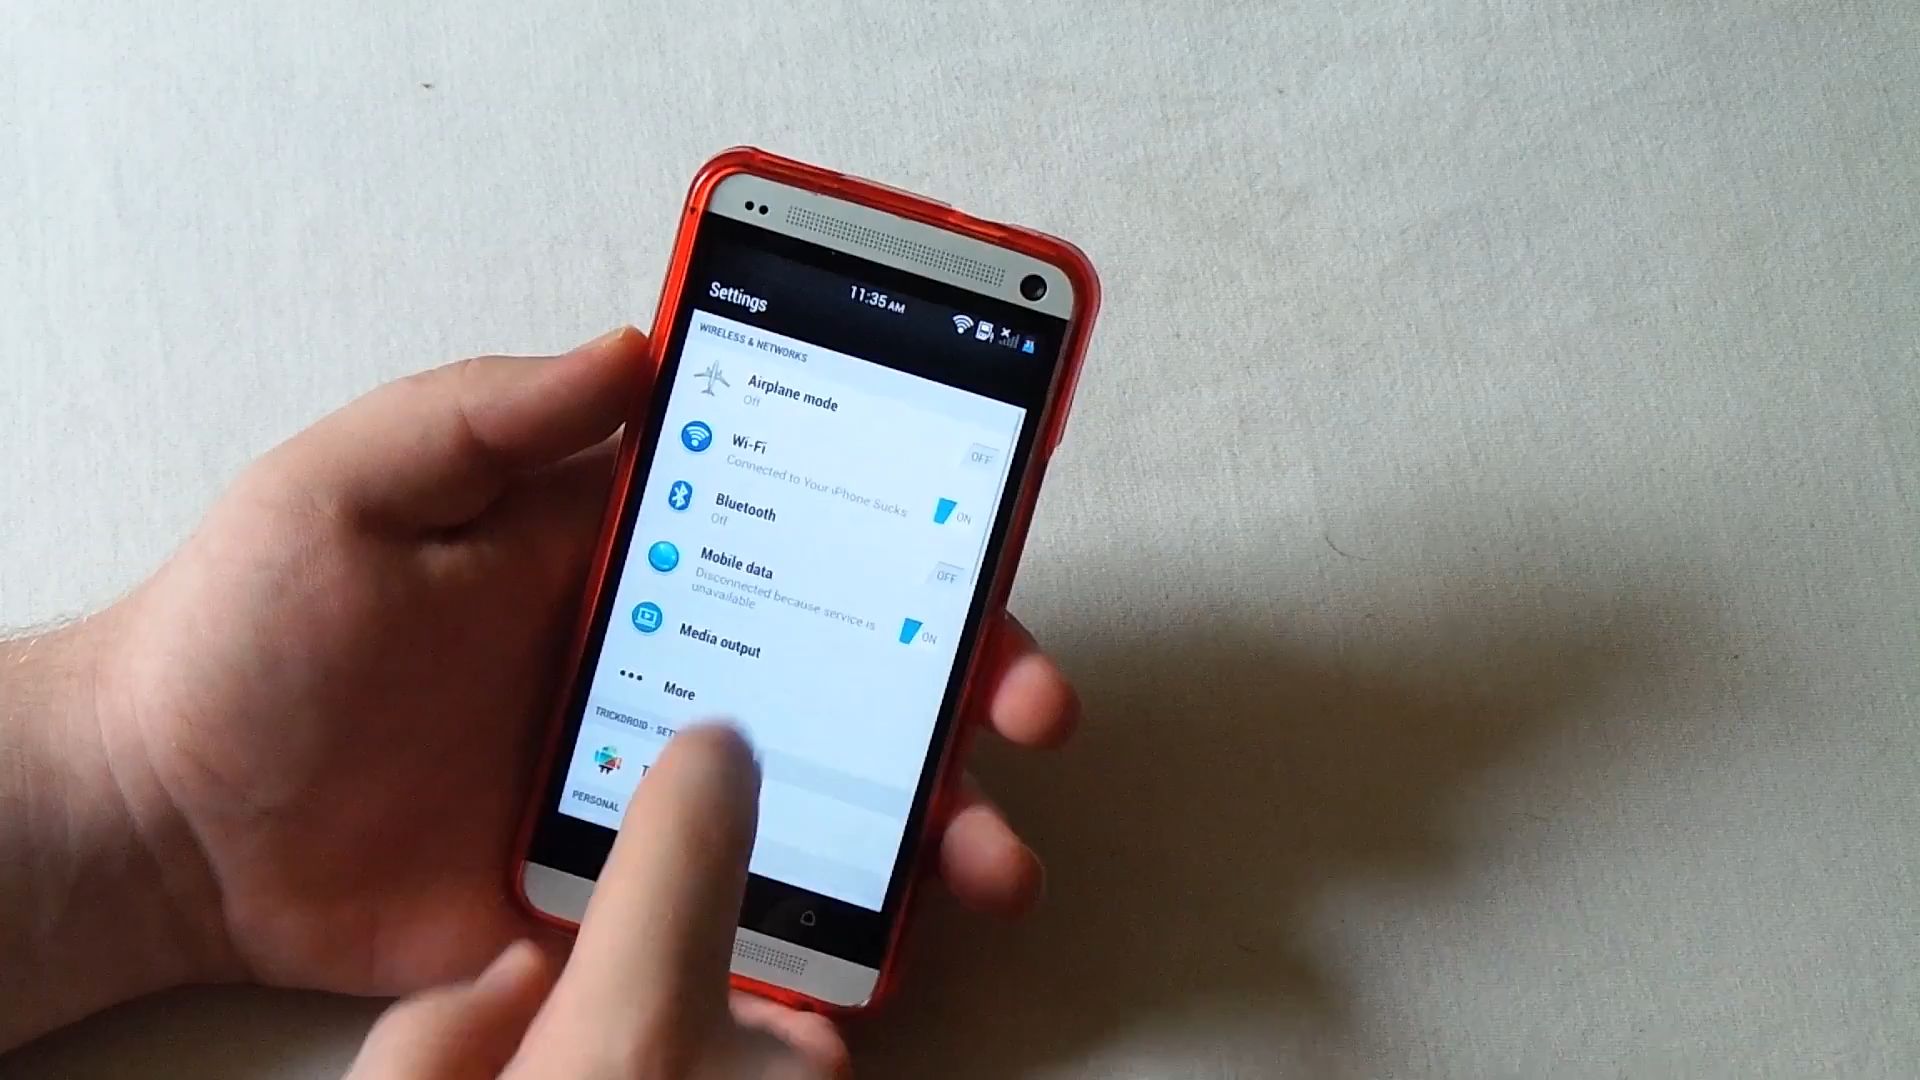 11:35 AM
Settings
WIRELESS & NETWORKS
Airplane mode
Off
OFF
Wi-Fi
Connected to Your iPhone Sucks
ON
Bluetooth
Off
OFF
Mobile data
Disconnected because service is
unavailable
ON
Media output
More
TRICKDROID - SET
T
PERSONAL